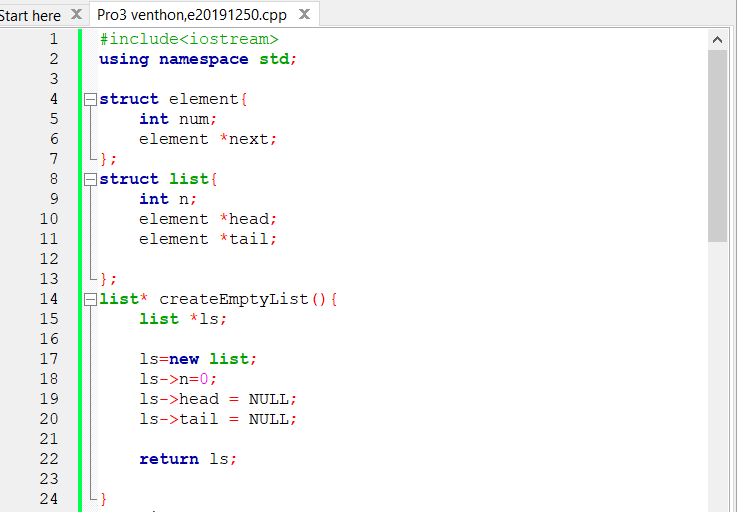 Start here X Pro3 venthon,e20191250.cpp X
1 #include<iostream>
2 using namespace std;
3
4 struct element{
5 int num;
6 element *next;
7 };
8 struct list{
9 int n;
10 element *head;
11 element *tail;
12
13 };
14 list* createEmptyList(){
15 list *ls;
16
17 ls=new list;
18 ls->n=0;
19 ls->head = NULL;
20 ls->tail = NULL;
21
22 return ls;
23
24 }